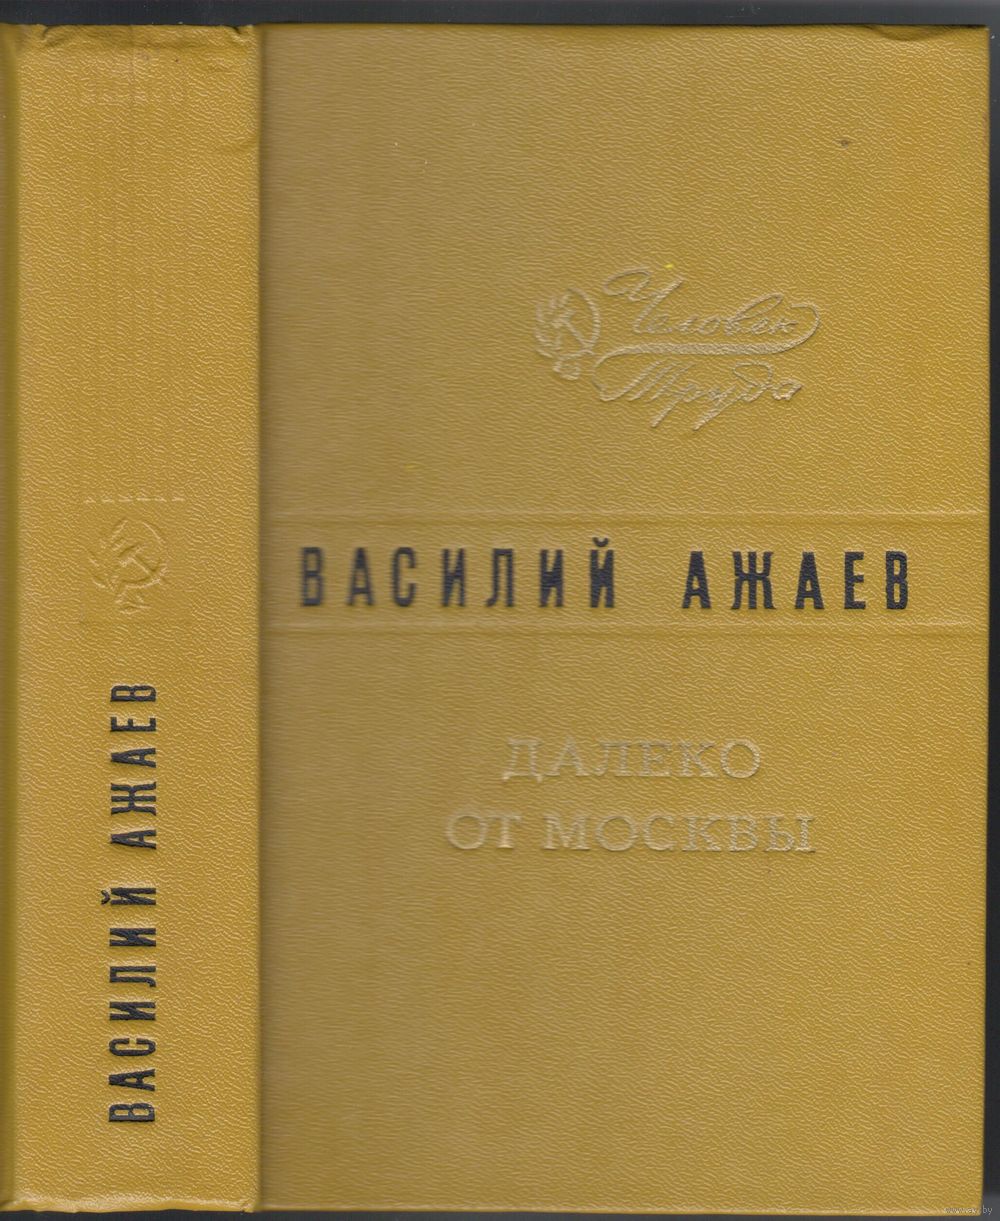 ВАСИЛИЙ АЖАЕВ
Человек
Труда
ВАСИЛИЙ АЖАЕВ
ДАЛЕКО
ОТ МОСКВЫ